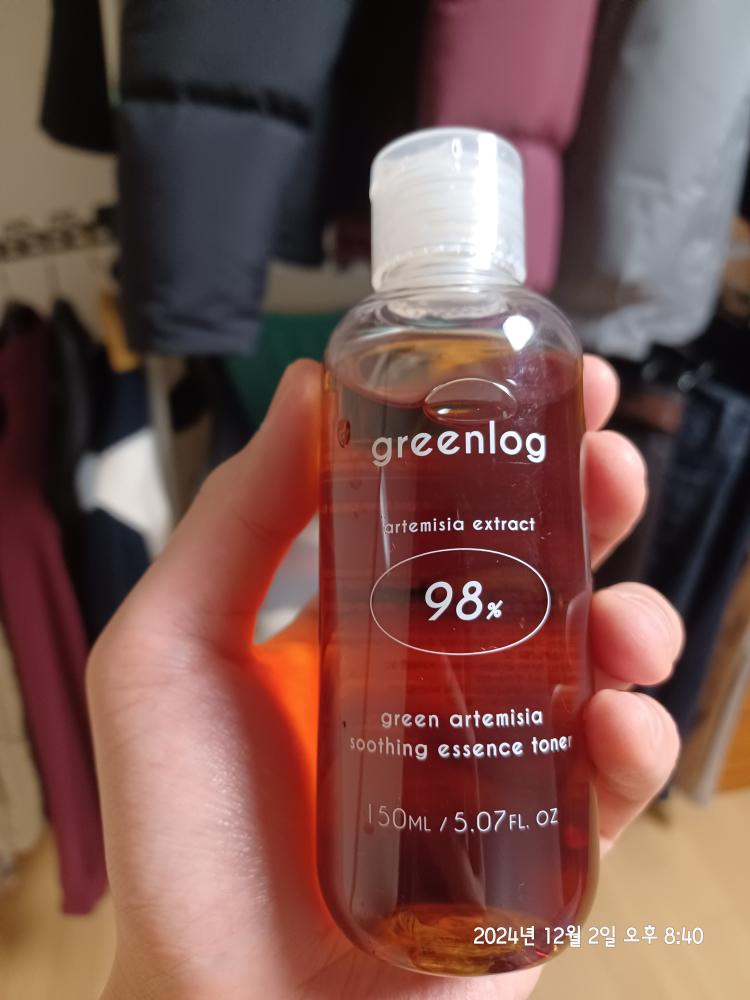 greenlog
artemisia extract
98%
green artemisia
soothing essence toner
150ML / 5.07FL. OZ
2024년 12월 2일 오후 8:40